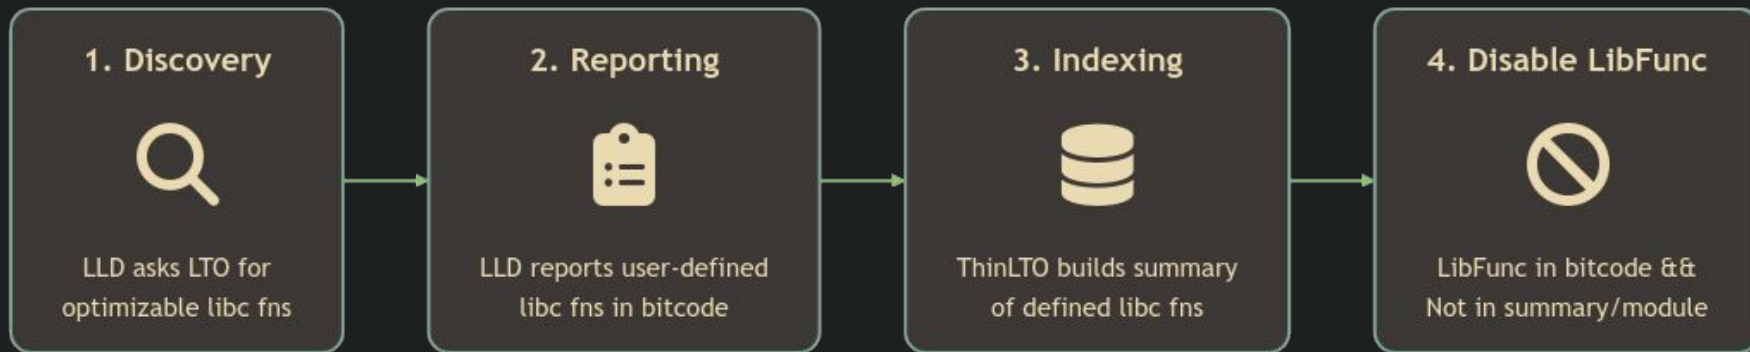 1. Discovery
LLD asks LTO for
optimizable libc fns
2. Reporting
LLD reports user-defined
libc fns in bitcode
3. Indexing
ThinLTO builds summary
of defined libc fns
4. Disable LibFunc
LibFunc in bitcode &&
Not in summary/module